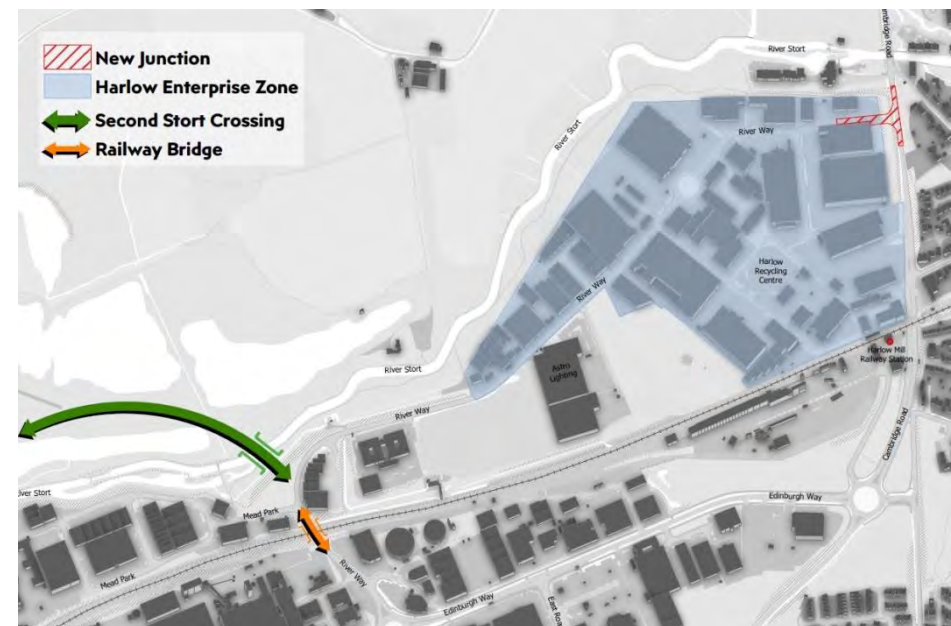 New Junction
Harlow Enterprise Zone
Second Stort Crossing
Railway Bridge
River Stort
Cambridge Road
River Stort
River Way
Harlow
Recycling
Centre
River Way
Harlow Mill
Railway Station
Astro
Lighting
River Stort
River Way
Cambridge Road
River Stort
Mead Park
Edinburgh Way
Mead Park
River Way
Edinburgh Way
East Road